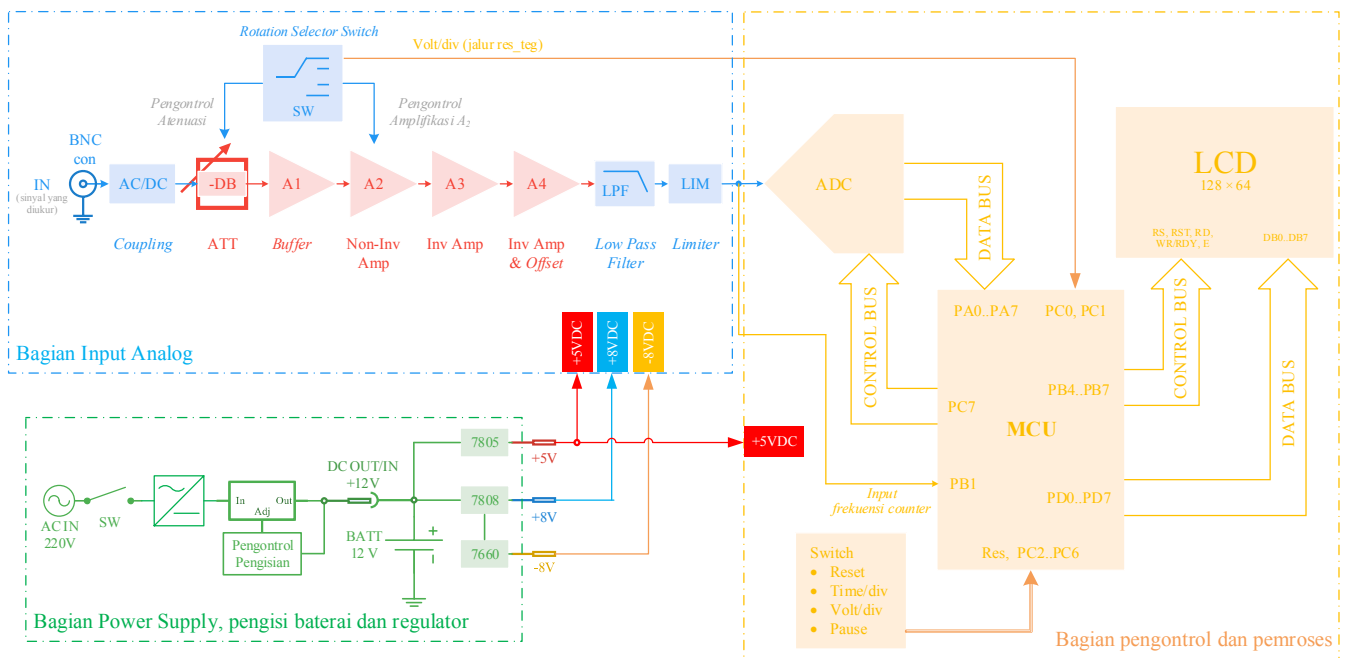 Rotation Selector Switch
Volt/div (jalur res_teg)
SW
Pengontrol
Atenuasi
Pengontrol
Amplifikasi A2
BNC
con
IN
(sinyal yang
diukur)
AC/DC
-DB
A1
A2
A3
A4
LPF
LIM
Coupling
ATT
Buffer
Non-Inv
Amp
Inv Amp
Inv Amp
& Offset
Low Pass
Filter
Limiter
Bagian Input Analog
+5VDC
+8VDC
-8VDC
ADC
DATA BUS
CONTROL BUS
LCD
128 × 64
RS, RST, RD,
WR/RDY, E
DB0..DB7
CONTROL BUS
DATA BUS
PA0..PA7
PC0, PC1
PB4..PB7
PC7
MCU
PB1
PD0..PD7
Res, PC2..PC6
Input
frekuensi counter
+5VDC
Switch
• Reset
• Time/div
• Volt/div
• Pause
Bagian pengontrol dan pemroses
AC IN
220V
SW
In
Out
Adj
Pengontrol
Pengisian
DC OUT/IN
+12V
BATT
12 V
7805
+5V
7808
+8V
7660
-8V
Bagian Power Supply, pengisi baterai dan regulator